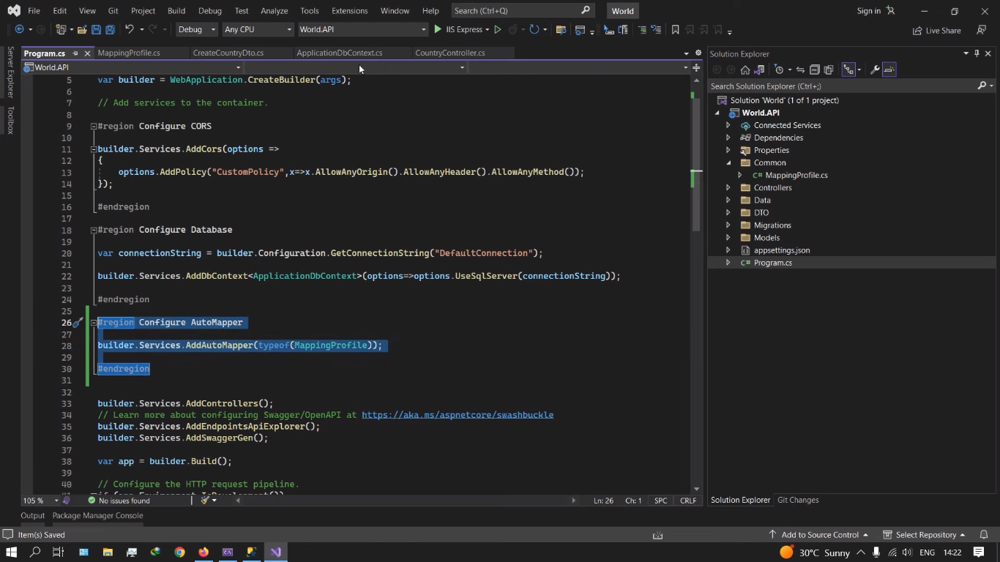 File Edit View Git Project Build Debug Test Analyze Tools Extensions Window Help Search (Ctrl+Q) World Sign in
Debug Any CPU World.API IIS Express Live Share
Program.cs MappingProfile.cs CreateCountryDto.cs ApplicationDbContext.cs CountryController.cs
World.API
Server Explorer
Toolbox
5 var builder = WebApplication.CreateBuilder(args);
6
7 // Add services to the container.
8
9 #region Configure CORS
10
11 builder.Services.AddCors(options =>
12 {
13 options.AddPolicy("CustomPolicy",x=>x.AllowAnyOrigin().AllowAnyHeader().AllowAnyMethod());
14 });
15
16 #endregion
17
18 #region Configure Database
19
20 var connectionString = builder.Configuration.GetConnectionString("DefaultConnection");
21
22 builder.Services.AddDbContext<ApplicationDbContext>(options=>options.UseSqlServer(connectionString));
23
24 #endregion
25
26 #region Configure AutoMapper
27
28 builder.Services.AddAutoMapper(typeof(MappingProfile));
29
30 #endregion
31
32
33 builder.Services.AddControllers();
34 // Learn more about configuring Swagger/OpenAPI at https://aka.ms/aspnetcore/swashbuckle
35 builder.Services.AddEndpointsApiExplorer();
36 builder.Services.AddSwaggerGen();
37
38 var app = builder.Build();
39
40 // Configure the HTTP request pipeline.
105 % No issues found Ln: 26 Ch: 1 SPC CRLF
Solution Explorer
Search Solution Explorer (Ctrl+;)
Solution 'World' (1 of 1 project)
World.API
Connected Services
Dependencies
Properties
Common
C# MappingProfile.cs
Controllers
Data
DTO
Migrations
Models
appsettings.json
C# Program.cs
Solution Explorer Git Changes
Output Package Manager Console
Item(s) Saved Add to Source Control Select Repository
30°C Sunny ENG 14:22